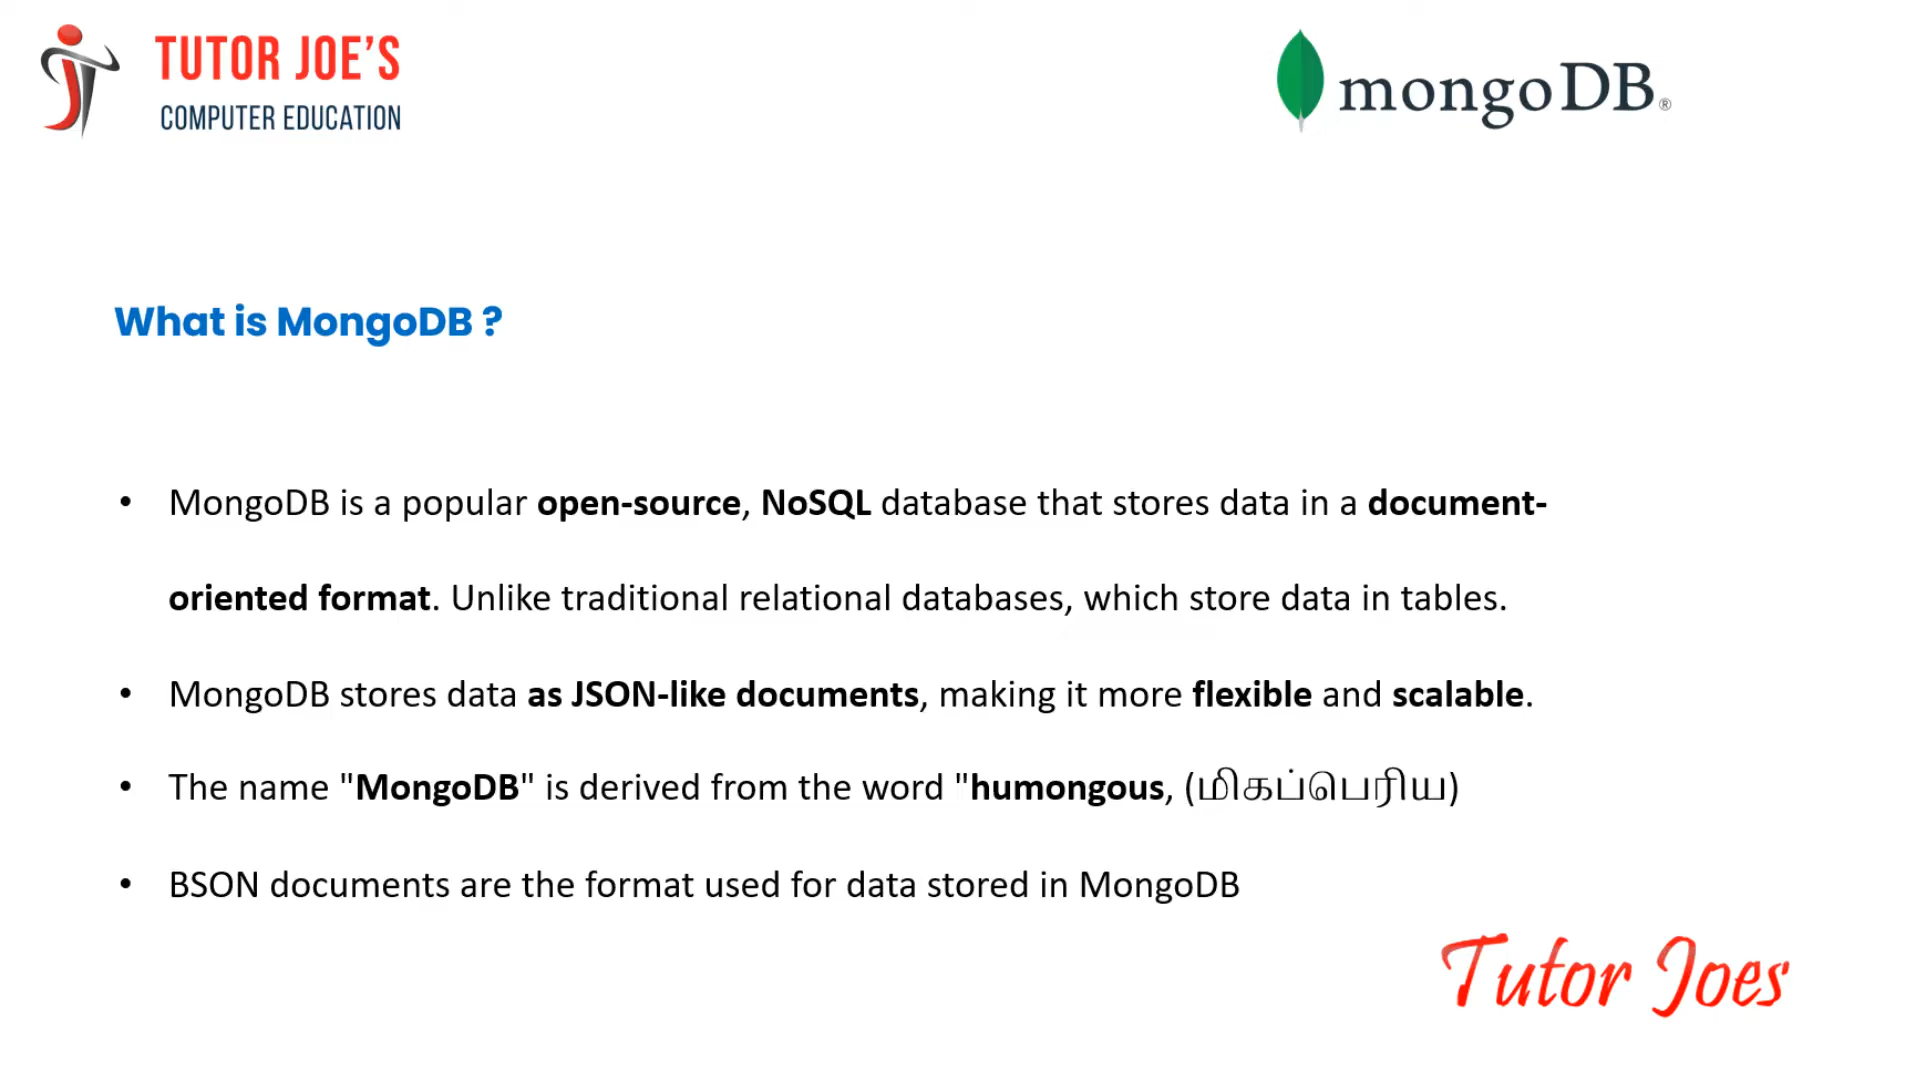 TUTOR JOE'S
COMPUTER EDUCATION
mongoDB®
What is MongoDB ?
• MongoDB is a popular open-source, NoSQL database that stores data in a document-
oriented format. Unlike traditional relational databases, which store data in tables.
• MongoDB stores data as JSON-like documents, making it more flexible and scalable.
• The name "MongoDB" is derived from the word "humongous, (மிகப்பெரிய)
• BSON documents are the format used for data stored in MongoDB
Tutor Joes